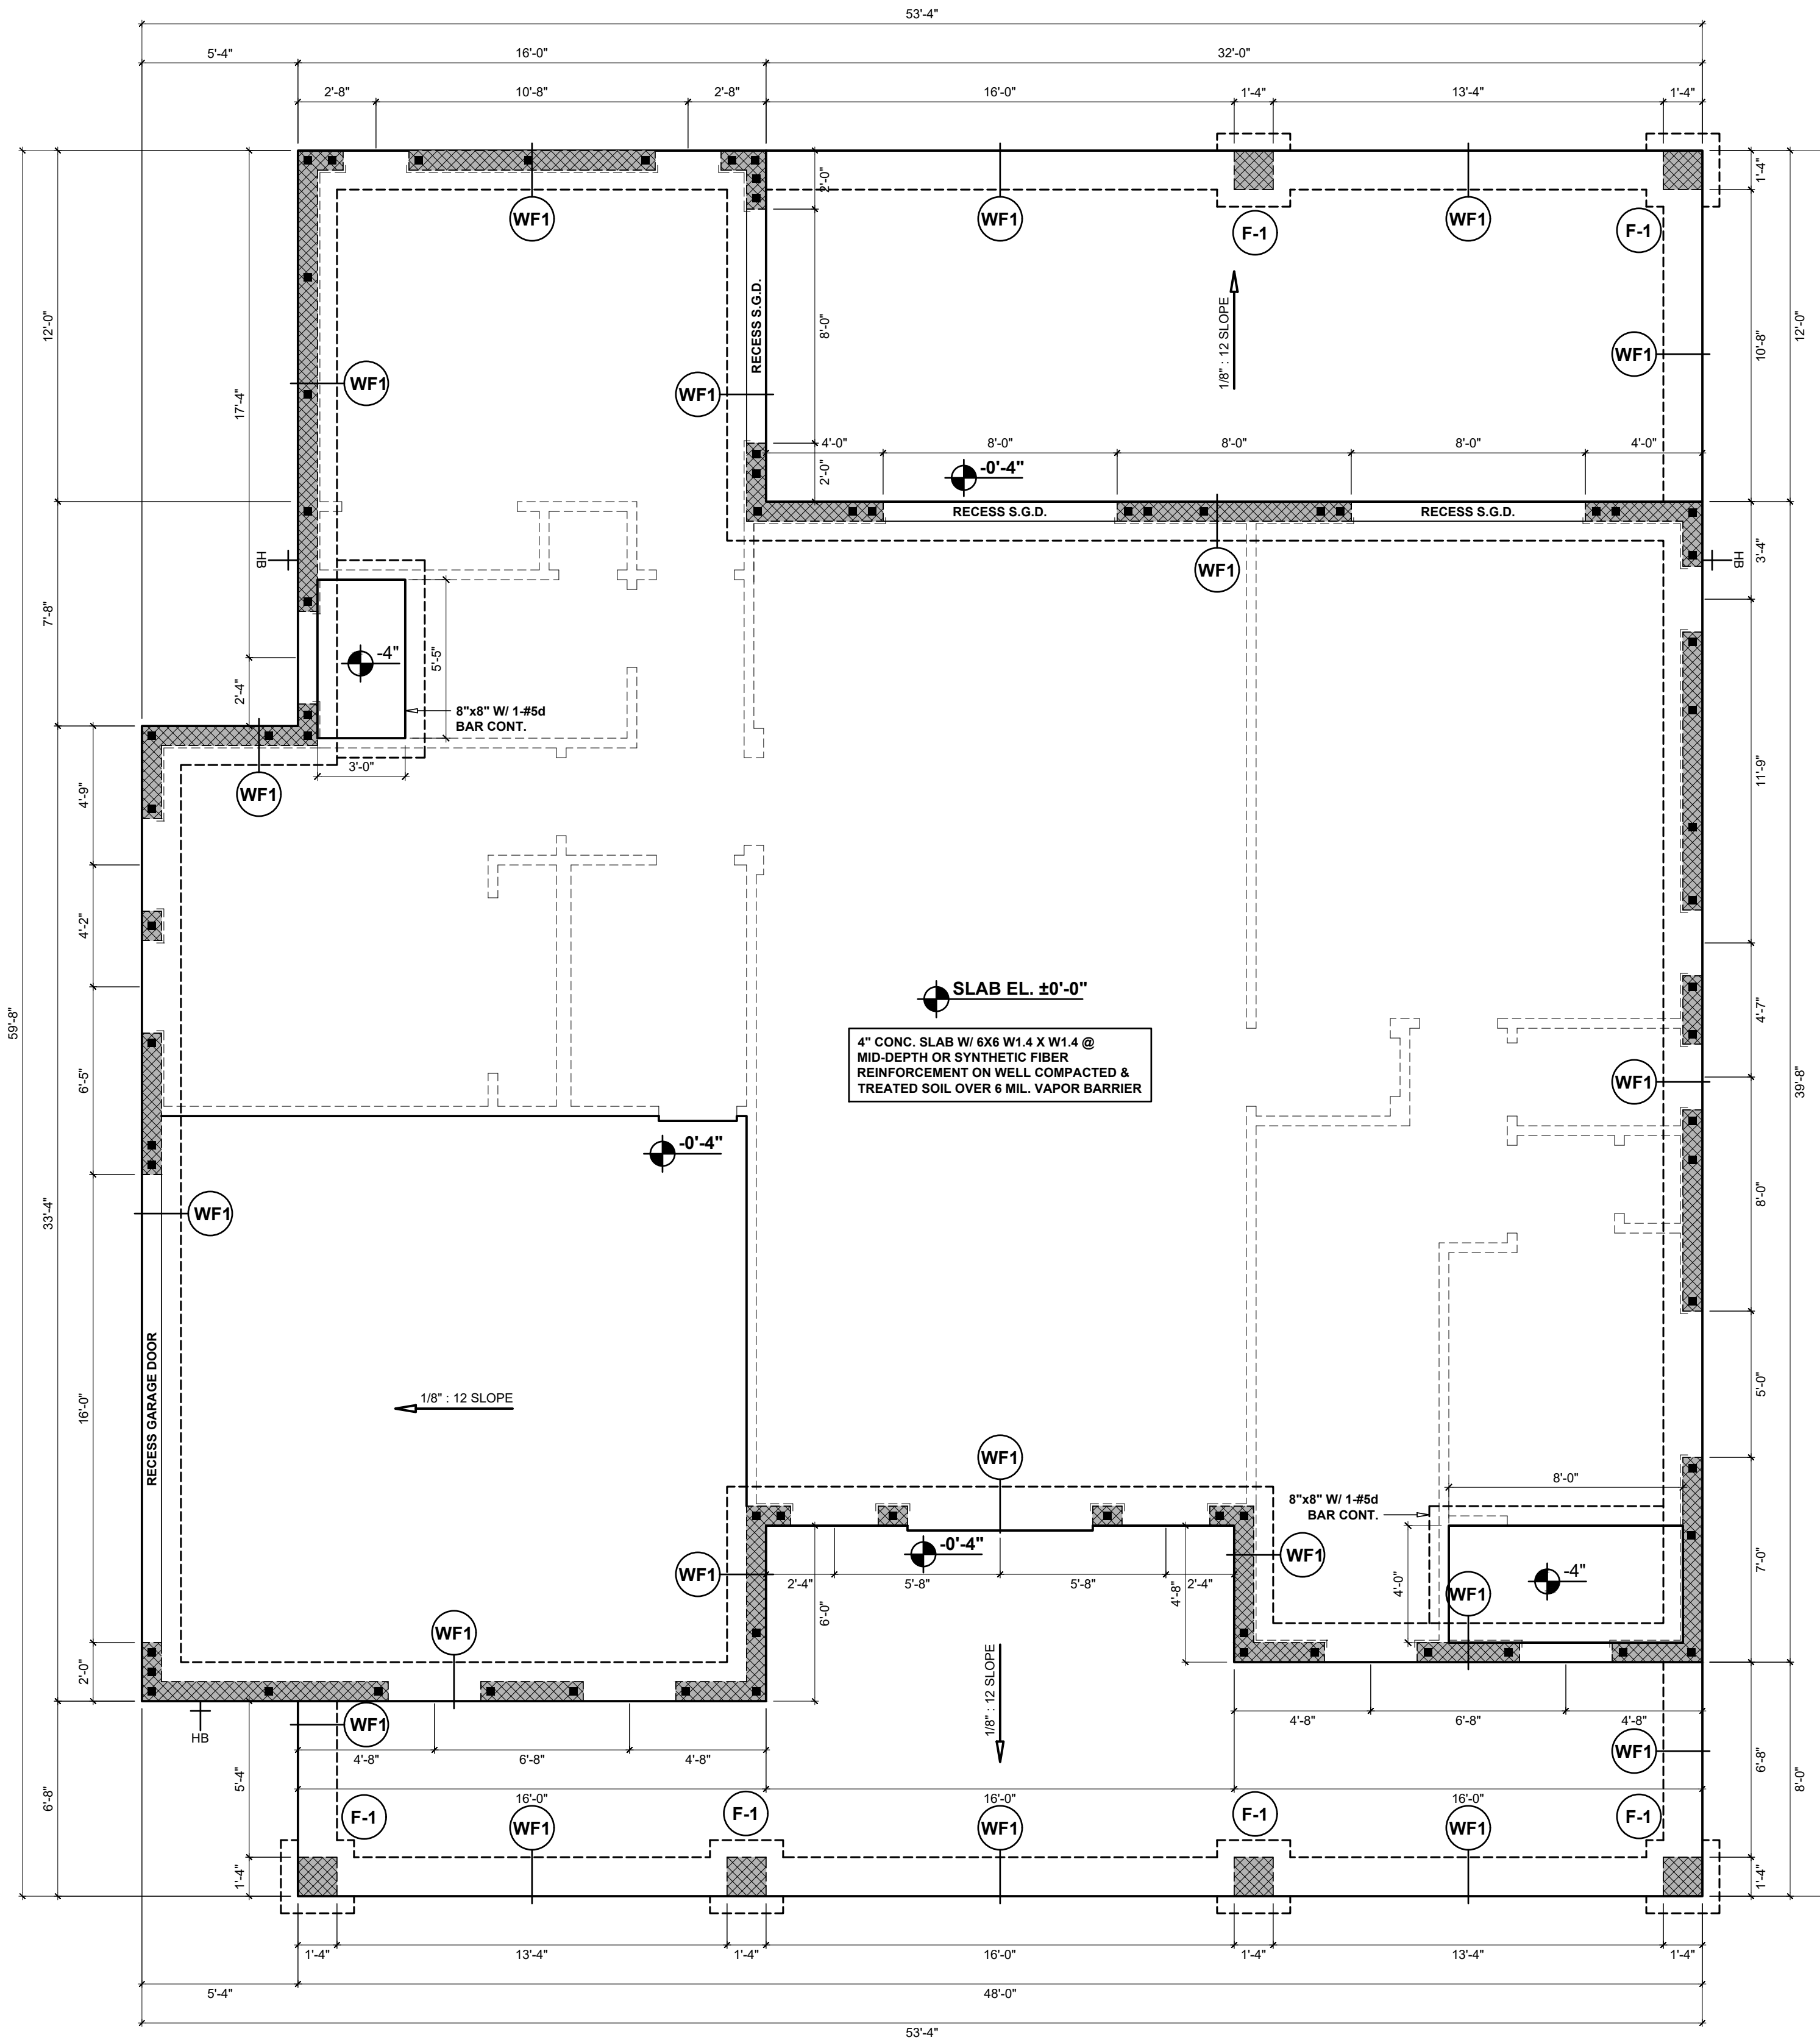 53'-4"
5'-4"
16'-0"
32'-0"
2'-8"
10'-8"
2'-8"
16'-0"
1'-4"
13'-4"
1'-4"
WF1
WF1
F-1
WF1
F-1
2'-0"
1'-4"
12'-0"
17'-4"
WF1
WF1
RECESS S.G.D.
8'-0"
1/8" : 12 SLOPE
WF1
10'-8"
12'-0"
4'-0"
8'-0"
8'-0"
8'-0"
4'-0"
2'-0"
-0'-4"
RECESS S.G.D.
RECESS S.G.D.
HB
WF1
3'-4"
HB
7'-8"
-4"
5'-5"
2'-4"
8"x8" W/ 1-#5d
BAR CONT.
3'-0"
WF1
4'-9"
11'-9"
4'-2"
59'-8"
SLAB EL. ±0'-0"
4'-7"
4" CONC. SLAB W/ 6X6 W1.4 X W1.4 @
MID-DEPTH OR SYNTHETIC FIBER
REINFORCEMENT ON WELL COMPACTED &
TREATED SOIL OVER 6 MIL. VAPOR BARRIER
6'-5"
WF1
39'-8"
-0'-4"
33'-4"
WF1
8'-0"
RECESS GARAGE DOOR
16'-0"
1/8" : 12 SLOPE
5'-0"
WF1
8'-0"
8"x8" W/ 1-#5d
BAR CONT.
-0'-4"
WF1
WF1
2'-4"
5'-8"
5'-8"
2'-4"
4'-8"
6'-0"
4'-0"
-4"
WF1
7'-0"
WF1
2'-0"
1/8" : 12 SLOPE
HB
WF1
4'-8"
6'-8"
4'-8"
4'-8"
6'-8"
4'-8"
WF1
6'-8"
8'-0"
5'-4"
6'-8"
16'-0"
16'-0"
16'-0"
F-1
WF1
F-1
WF1
F-1
WF1
F-1
1'-4"
1'-4"
1'-4"
13'-4"
1'-4"
16'-0"
1'-4"
13'-4"
1'-4"
5'-4"
48'-0"
53'-4"